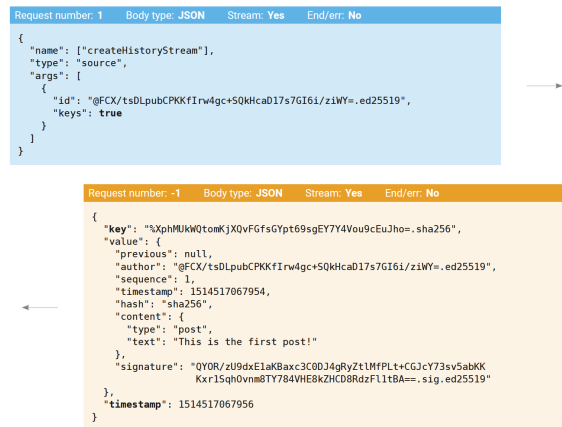 Request number: 1 Body type: JSON Stream: Yes End/err: No
{
  "name": ["createHistoryStream"],
  "type": "source",
  "args": [
    {
      "id": "@FCX/tsDLpubCPKKfIrw4gc+SQkHcaD17s7GI6i/ziWY=.ed25519",
      "keys": true
    }
  ]
}
Request number: -1 Body type: JSON Stream: Yes End/err: No
{
  "key": "%XphMUkWQtomKjXQvFGfsGYpt69sgEY7Y4Vou9cEuJho=.sha256",
  "value": {
    "previous": null,
    "author": "@FCX/tsDLpubCPKKfIrw4gc+SQkHcaD17s7GI6i/ziWY=.ed25519",
    "sequence": 1,
    "timestamp": 1514517067954,
    "hash": "sha256",
    "content": {
      "type": "post",
      "text": "This is the first post!"
    },
    "signature": "QYOR/zU9dxE1aKBaxc3C0DJ4gRyZtlMfPLt+CGJcY73sv5abKK
                  Kxr1SqhOvnm8TY784VHE8kZHCD8RdzFl1tBA==.sig.ed25519"
  },
  "timestamp": 1514517067956
}